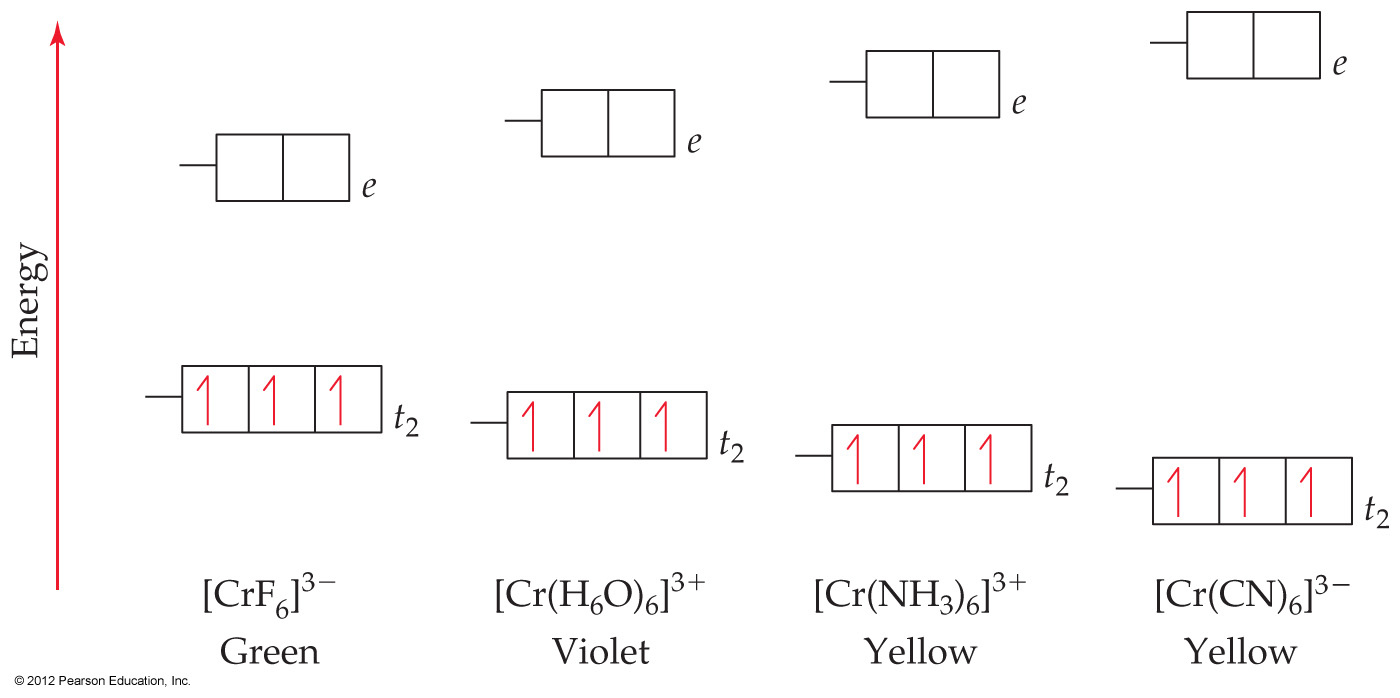 e
e
e
e
Energy
t₂
t₂
t₂
t₂
[CrF₆]³⁻
[Cr(H₆O)₆]³⁺
[Cr(NH₃)₆]³⁺
[Cr(CN)₆]³⁻
Green
Violet
Yellow
Yellow
© 2012 Pearson Education, Inc.